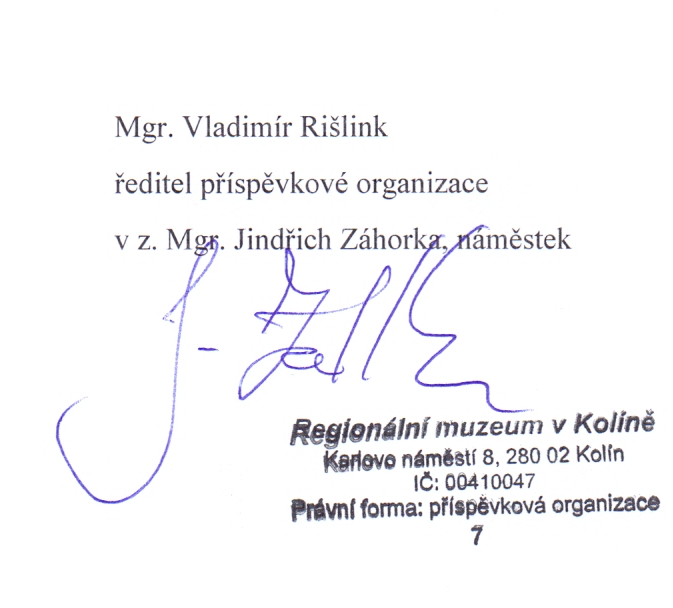 Mgr. Vladimír Rišlink
ředitel příspěvkové organizace
v z. Mgr. Jindřich Záhorka, náměstek
Regionální muzeum v Kolíně
Karlovo náměstí 8, 280 02 Kolín
IČ: 00410047
Právní forma: příspěvková organizace
7